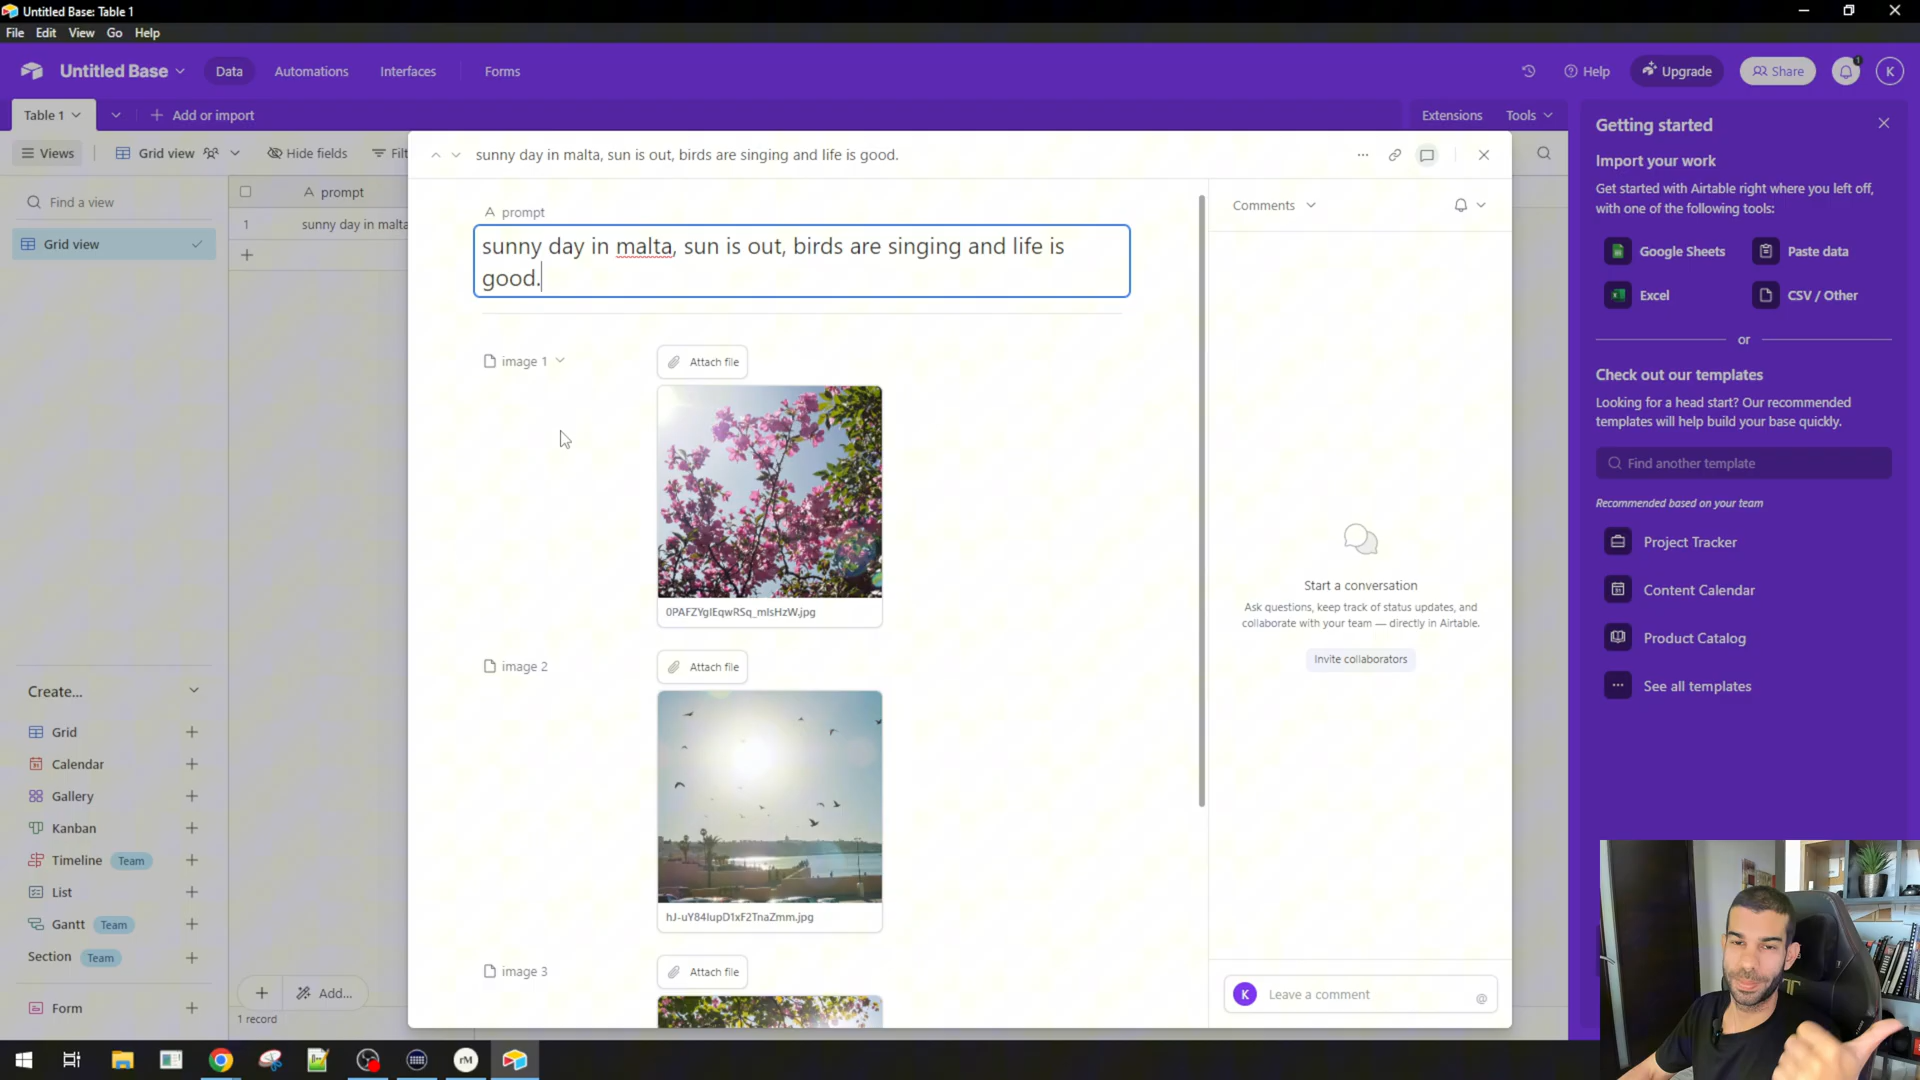 Untitled Base: Table 1
File Edit View Go Help
Untitled Base
Data
Automations
Interfaces
Forms
Help
Upgrade
Share
1
K
Table 1
Add or import
Extensions
Tools
Views
Grid view
Hide fields
Filt
Find a view
Grid view
prompt
1
sunny day in malta
sunny day in malta, sun is out, birds are singing and life is good.
prompt
sunny day in malta, sun is out, birds are singing and life is
good.
image 1
Attach file
image 2
Attach file
hJ-uY84IupD1xF2TnaZmm.jpg
image 3
Attach file
Comments
Start a conversation
Ask questions, keep track of status updates, and
collaborate with your team — directly in Airtable.
Invite collaborators
K
Leave a comment
@
Getting started
Import your work
Get started with Airtable right where you left off,
with one of the following tools:
Google Sheets
Paste data
Excel
CSV / Other
or
Check out our templates
Looking for a head start? Our recommended
templates will help build your base quickly.
Find another template
Recommended based on your team
Project Tracker
Content Calendar
Product Catalog
See all templates
Create...
Grid
Calendar
Gallery
Kanban
Timeline Team
List
Gantt Team
Section Team
Form
Add...
1 record
rM